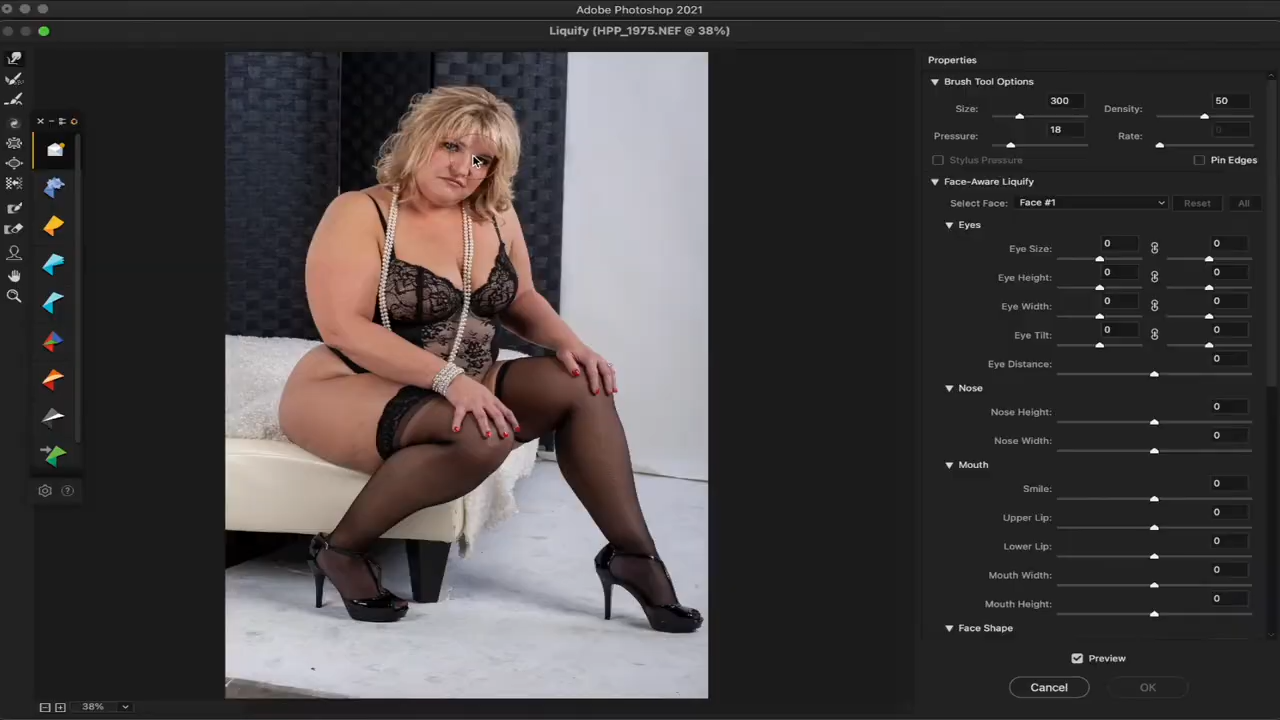 Adobe Photoshop 2021
Liquify (HPP_1975.NEF @ 38%)
Properties
Brush Tool Options
Size: 300 Density: 50
Pressure: 18 Rate: 0
Stylus Pressure Pin Edges
Face-Aware Liquify
Select Face: Face #1 Reset All
Eyes
Eye Size: 0 0
Eye Height: 0 0
Eye Width: 0 0
Eye Tilt: 0 0
Eye Distance: 0
Nose
Nose Height: 0
Nose Width: 0
Mouth
Smile: 0
Upper Lip: 0
Lower Lip: 0
Mouth Width: 0
Mouth Height: 0
Face Shape
Preview
Cancel OK
38%